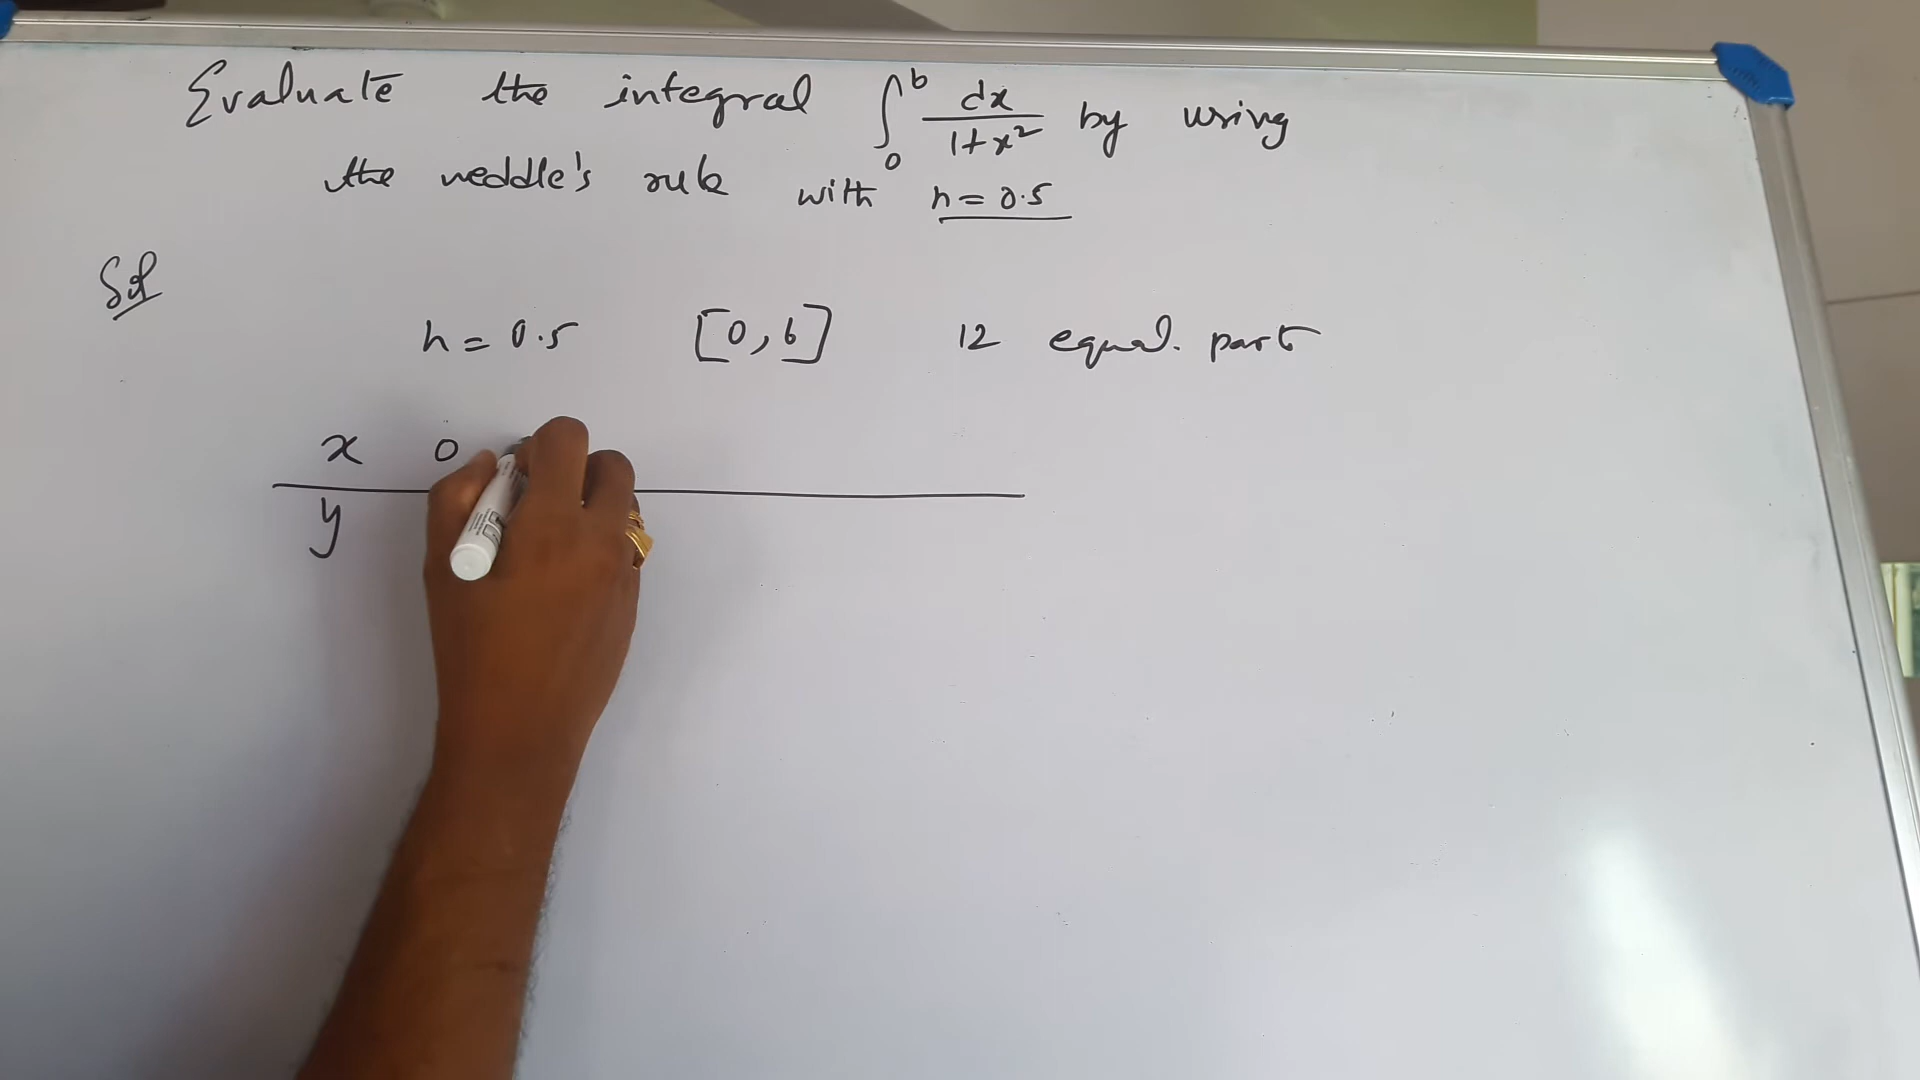 Evaluate the integral ∫₀⁶ dx/(1+x²) by using
the weddle's rule with h = 0.5
Sol
h = 0.5 [0, 6] 12 equal parts
x 0
y